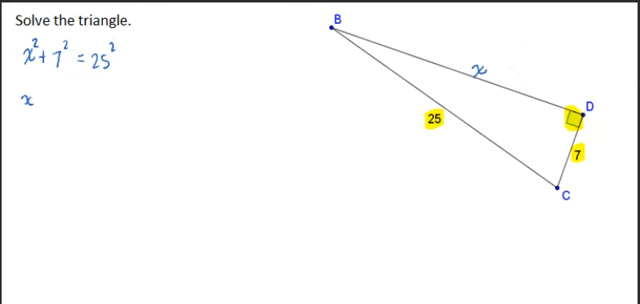 Solve the triangle.
x² + 7² = 25²
x
B
x
D
25
7
C